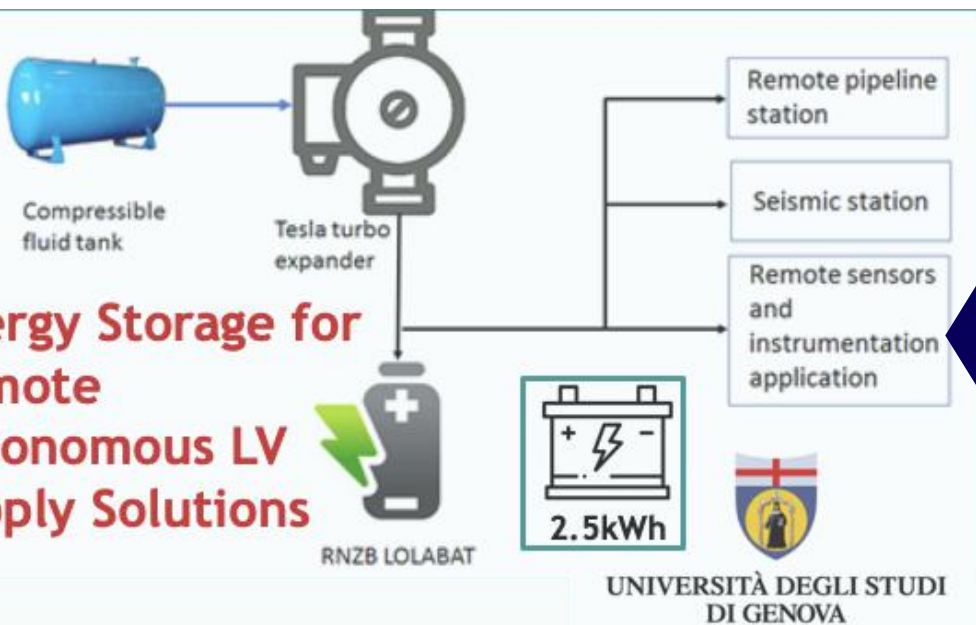 Compressible
fluid tank
Tesla turbo
expander
Remote pipeline
station
Seismic station
Remote sensors
and
instrumentation
application
ergy Storage for
mote
onomous LV
pply Solutions
RNZB LOLABAT
+ -
2.5kWh
UNIVERSITÀ DEGLI STUDI
DI GENOVA